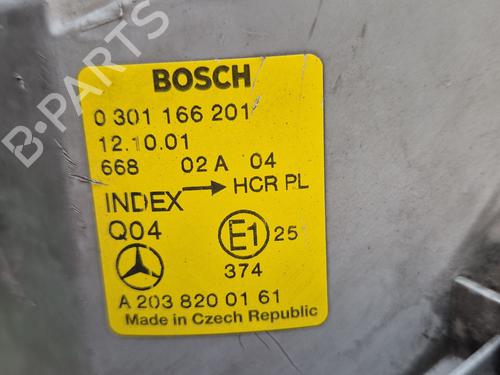 BOSCH
0 301 166 201
12.10.01
668 02 A 04
INDEX → HCR PL
Q04 E1 25
374
A 203 820 01 61
Made in Czech Republic
B-PARTS